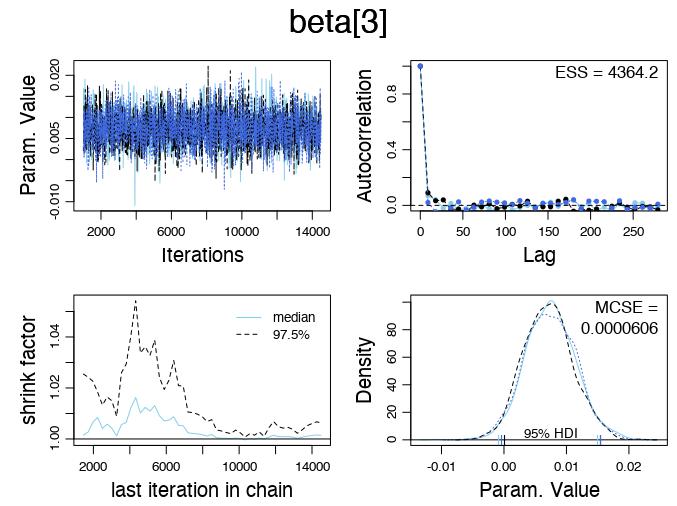 beta[3]
Param. Value
-0.010 0.005 0.020
2000 6000 10000 14000
Iterations
Autocorrelation
0.0 0.4 0.8
ESS = 4364.2
0 50 100 150 200 250
Lag
shrink factor
1.00 1.02 1.04
median
97.5%
2000 6000 10000 14000
last iteration in chain
Density
0 20 40 60 80
MCSE =
0.0000606
95% HDI
-0.01 0.00 0.01 0.02
Param. Value